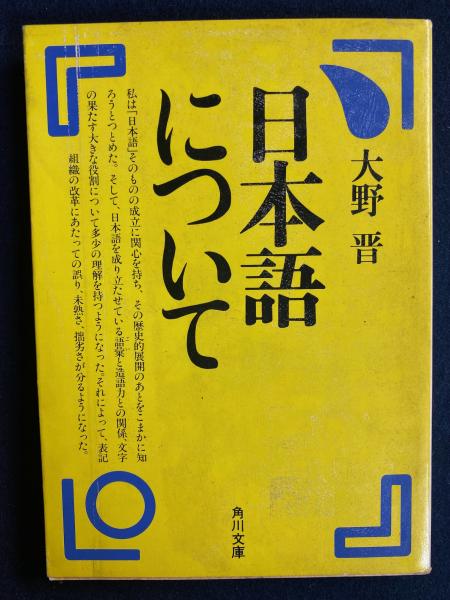 大野 晋
日本語
について
私は「日本語」そのものの成立に関心を持ち、その歴史的展開のあとをこまかに知
ろうとつとめた。そして、日本語を成り立たせている語彙と造語力との関係、文字
の果たす大きな役割について多少の理解を持つようになった。それによって、表記
組織の改革にあたっての誤り、未熟さ、拙劣さが分るようになった。
角川文庫